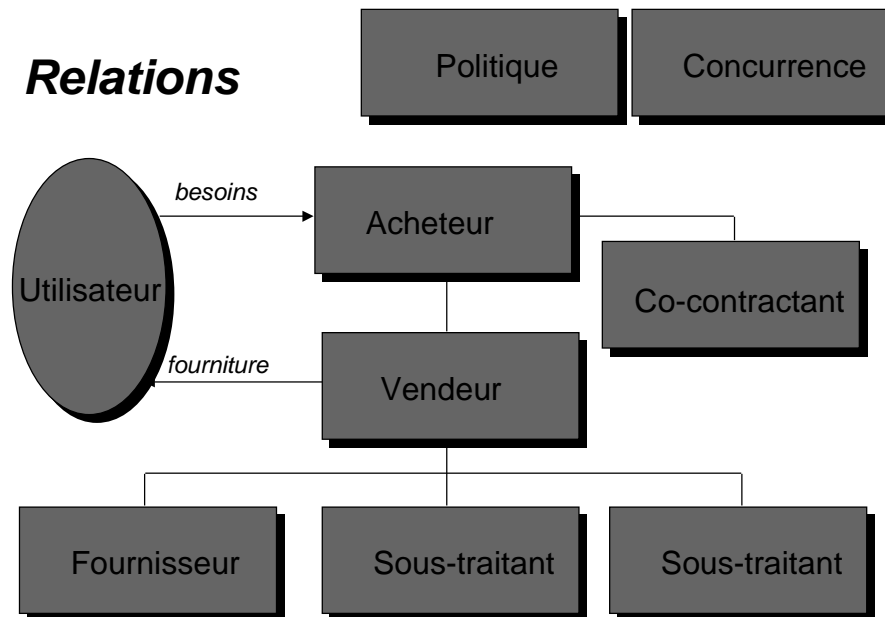 Relations
Politique
Concurrence
besoins
Acheteur
Utilisateur
Co-contractant
fourniture
Vendeur
Fournisseur
Sous-traitant
Sous-traitant